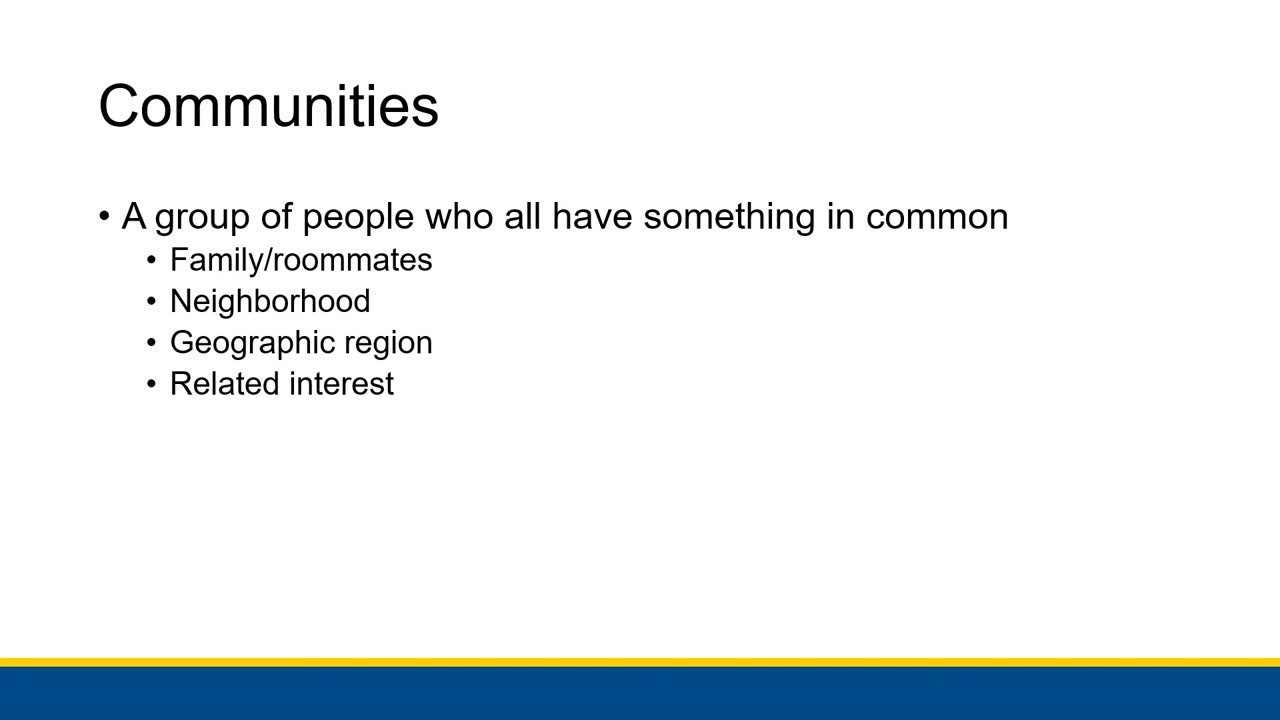 Communities
• A group of people who all have something in common
• Family/roommates
• Neighborhood
• Geographic region
• Related interest